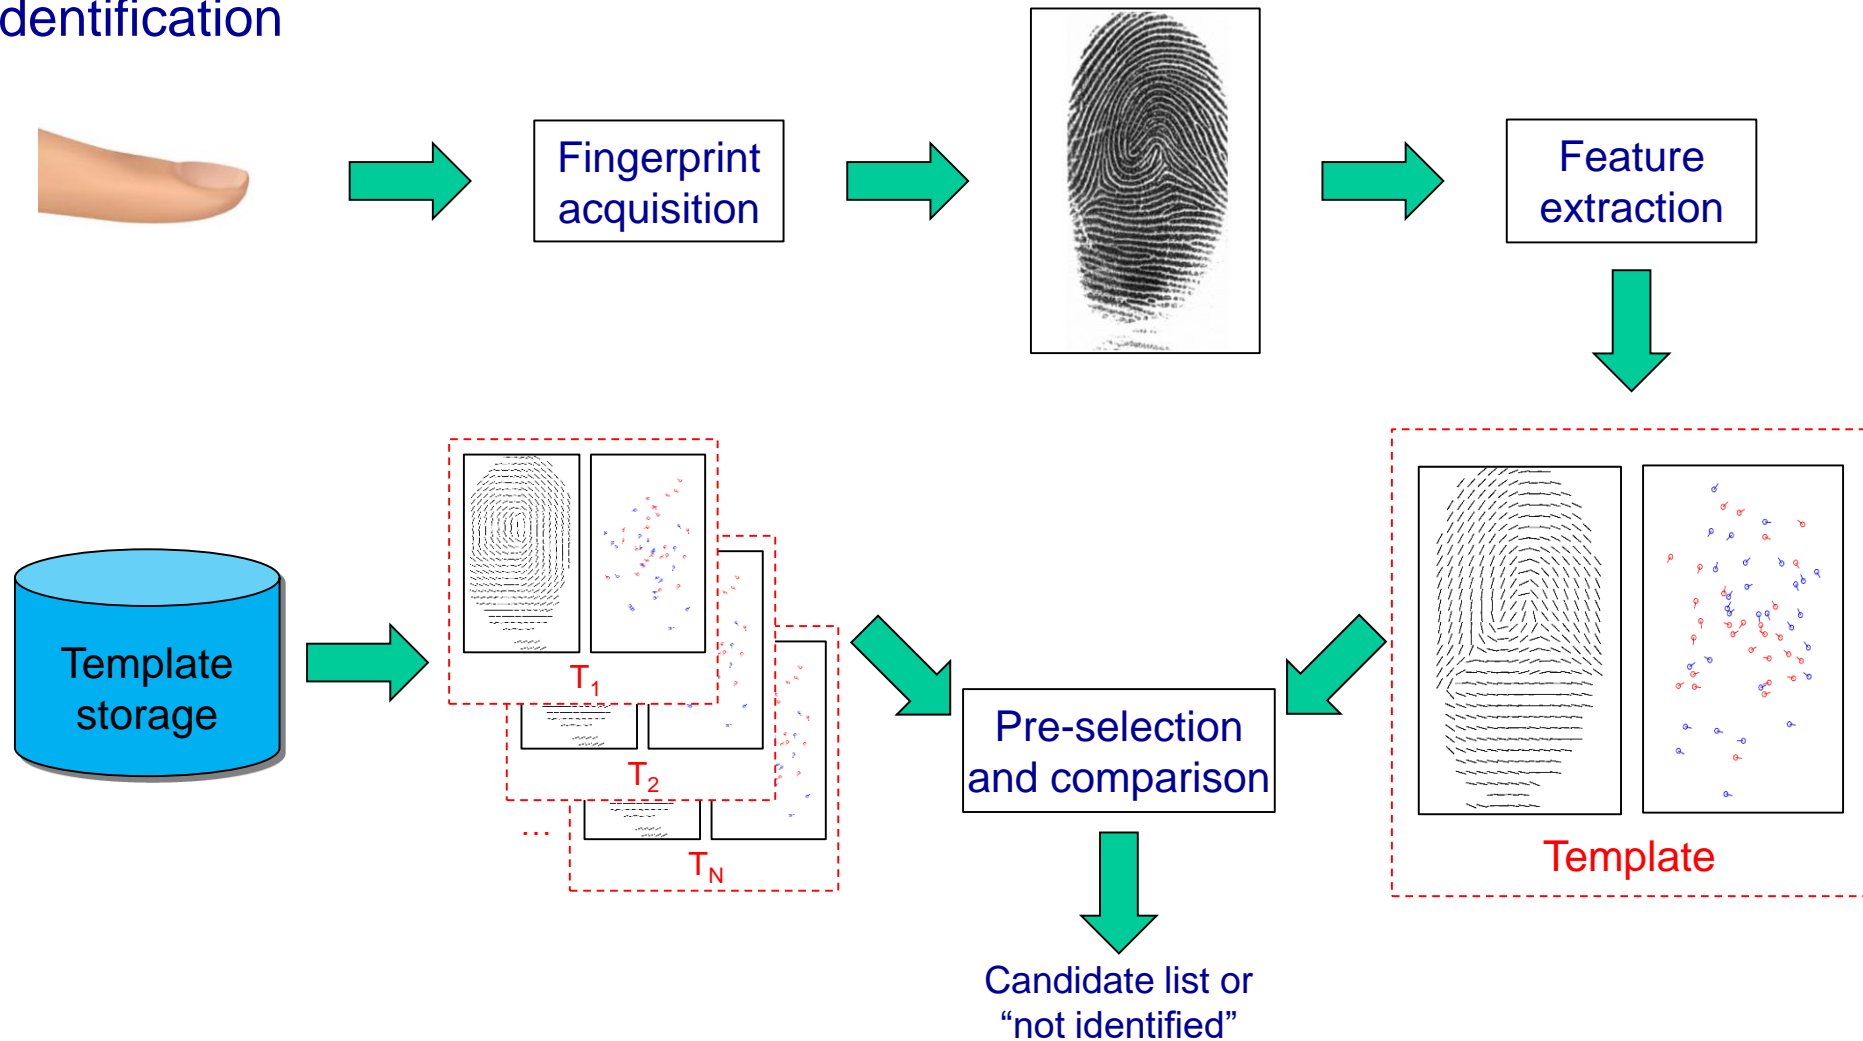 dentification
Fingerprint
acquisition
Feature
extraction
Template
storage
T1
T2
...
TN
Pre-selection
and comparison
Template
Candidate list or
“not identified”